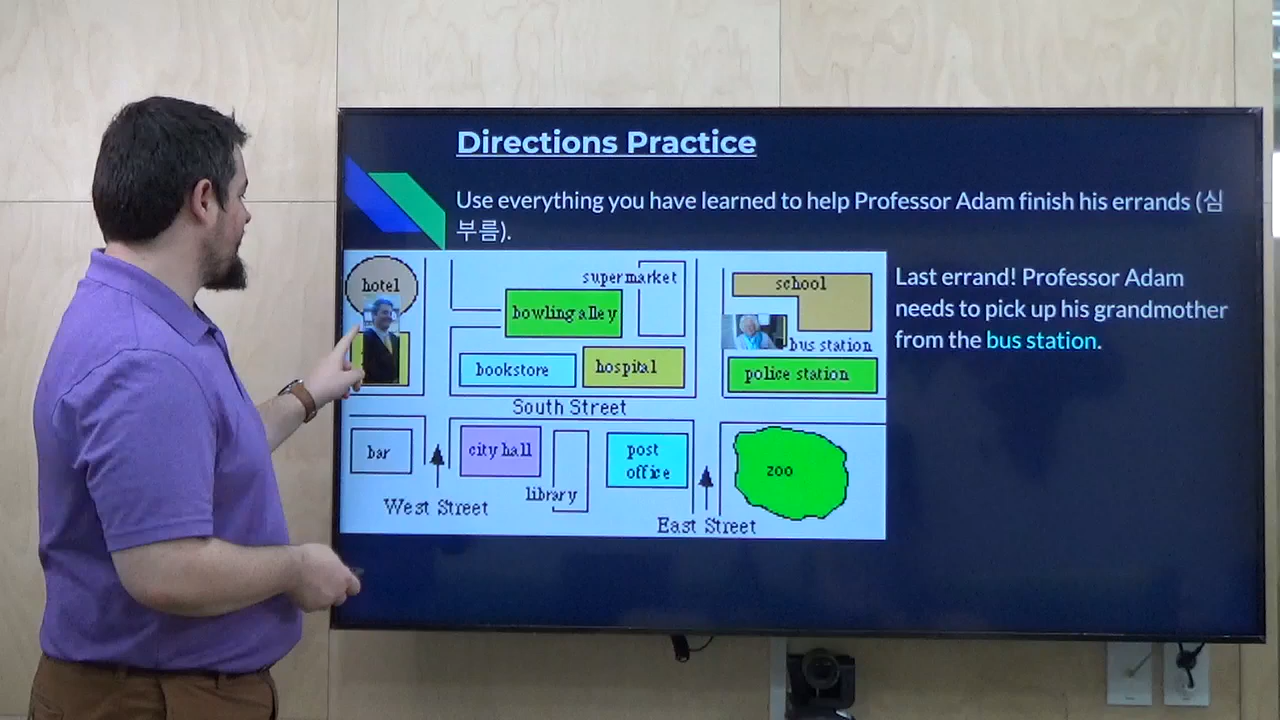 Directions Practice
Use everything you have learned to help Professor Adam finish his errands (심
부름).
hotel
supermarket
school
bowling alley
bus station
bookstore
hospital
police station
South Street
bar
city hall
post
office
zoo
library
West Street
East Street
Last errand! Professor Adam
needs to pick up his grandmother
from the bus station.